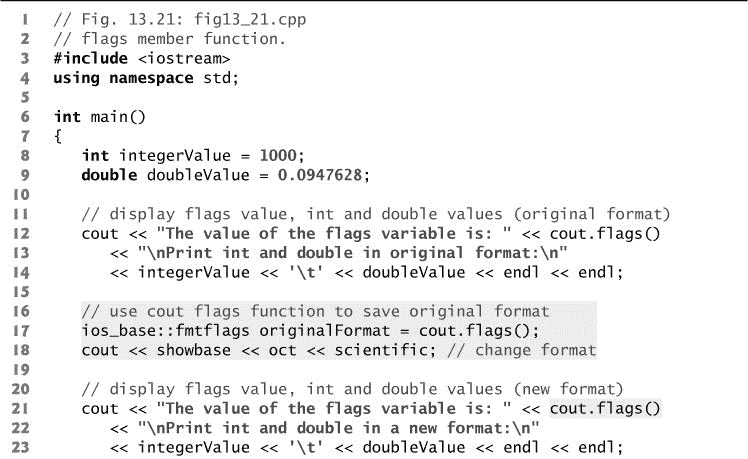 1 // Fig. 13.21: fig13_21.cpp
2 // flags member function.
3 #include <iostream>
4 using namespace std;
5
6 int main()
7 {
8    int integerValue = 1000;
9    double doubleValue = 0.0947628;
10
11    // display flags value, int and double values (original format)
12    cout << "The value of the flags variable is: " << cout.flags()
13       << "\nPrint int and double in original format:\n"
14       << integerValue << '\t' << doubleValue << endl << endl;
15
16    // use cout flags function to save original format
17    ios_base::fmtflags originalFormat = cout.flags();
18    cout << showbase << oct << scientific; // change format
19
20    // display flags value, int and double values (new format)
21    cout << "The value of the flags variable is: " << cout.flags()
22       << "\nPrint int and double in a new format:\n"
23       << integerValue << '\t' << doubleValue << endl << endl;